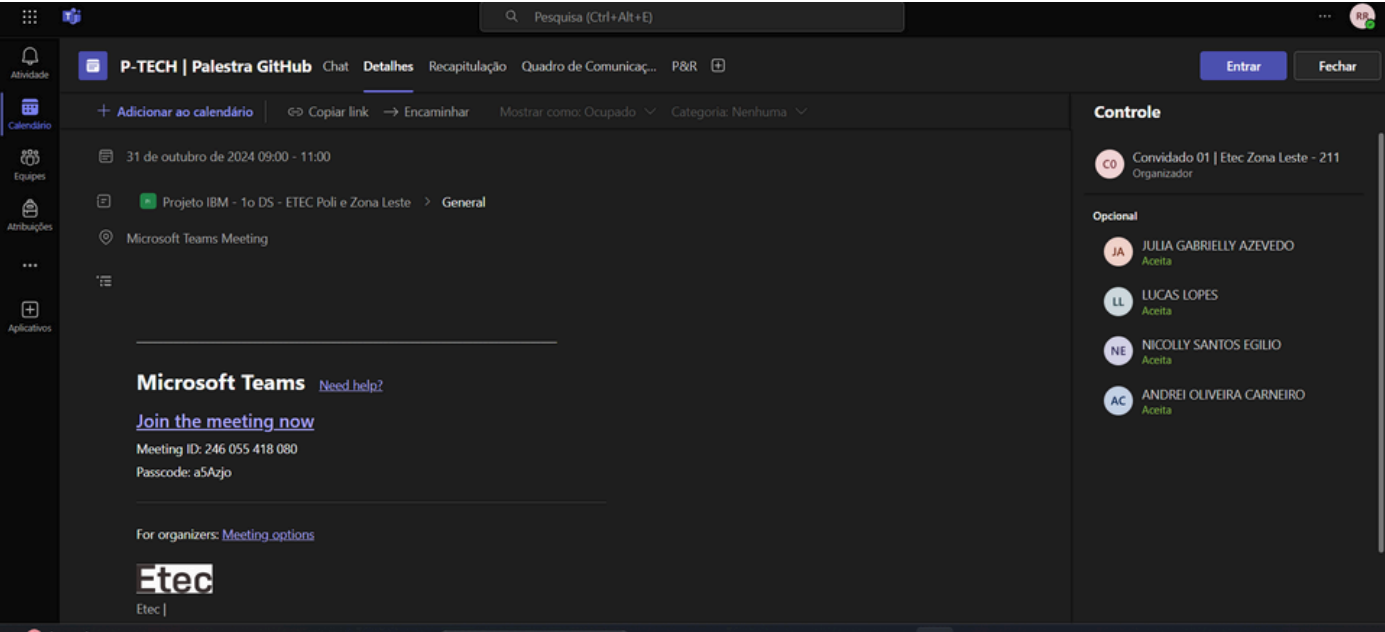 Pesquisa (Ctrl+Alt+E)
RR
Atividade
Calendário
Equipes
Atribuições
Aplicativos
P-TECH | Palestra GitHub Chat Detalhes Recapitulação Quadro de Comunicaç... P&R
Entrar Fechar
Adicionar ao calendário Copiar link Encaminhar Mostrar como: Ocupado Categoria: Nenhuma
31 de outubro de 2024 09:00 - 11:00
Projeto IBM - 1o DS - ETEC Poli e Zona Leste > General
Microsoft Teams Meeting
Microsoft Teams Need help?
Join the meeting now
Meeting ID: 246 055 418 080
Passcode: a5Azjo
For organizers: Meeting options
Etec
Etec |
Controle
C0 Convidado 01 | Etec Zona Leste - 211
Organizador
Opcional
JA JULIA GABRIELLY AZEVEDO
Aceita
LL LUCAS LOPES
Aceita
NE NICOLLY SANTOS EGILIO
Aceita
AC ANDREI OLIVEIRA CARNEIRO
Aceita